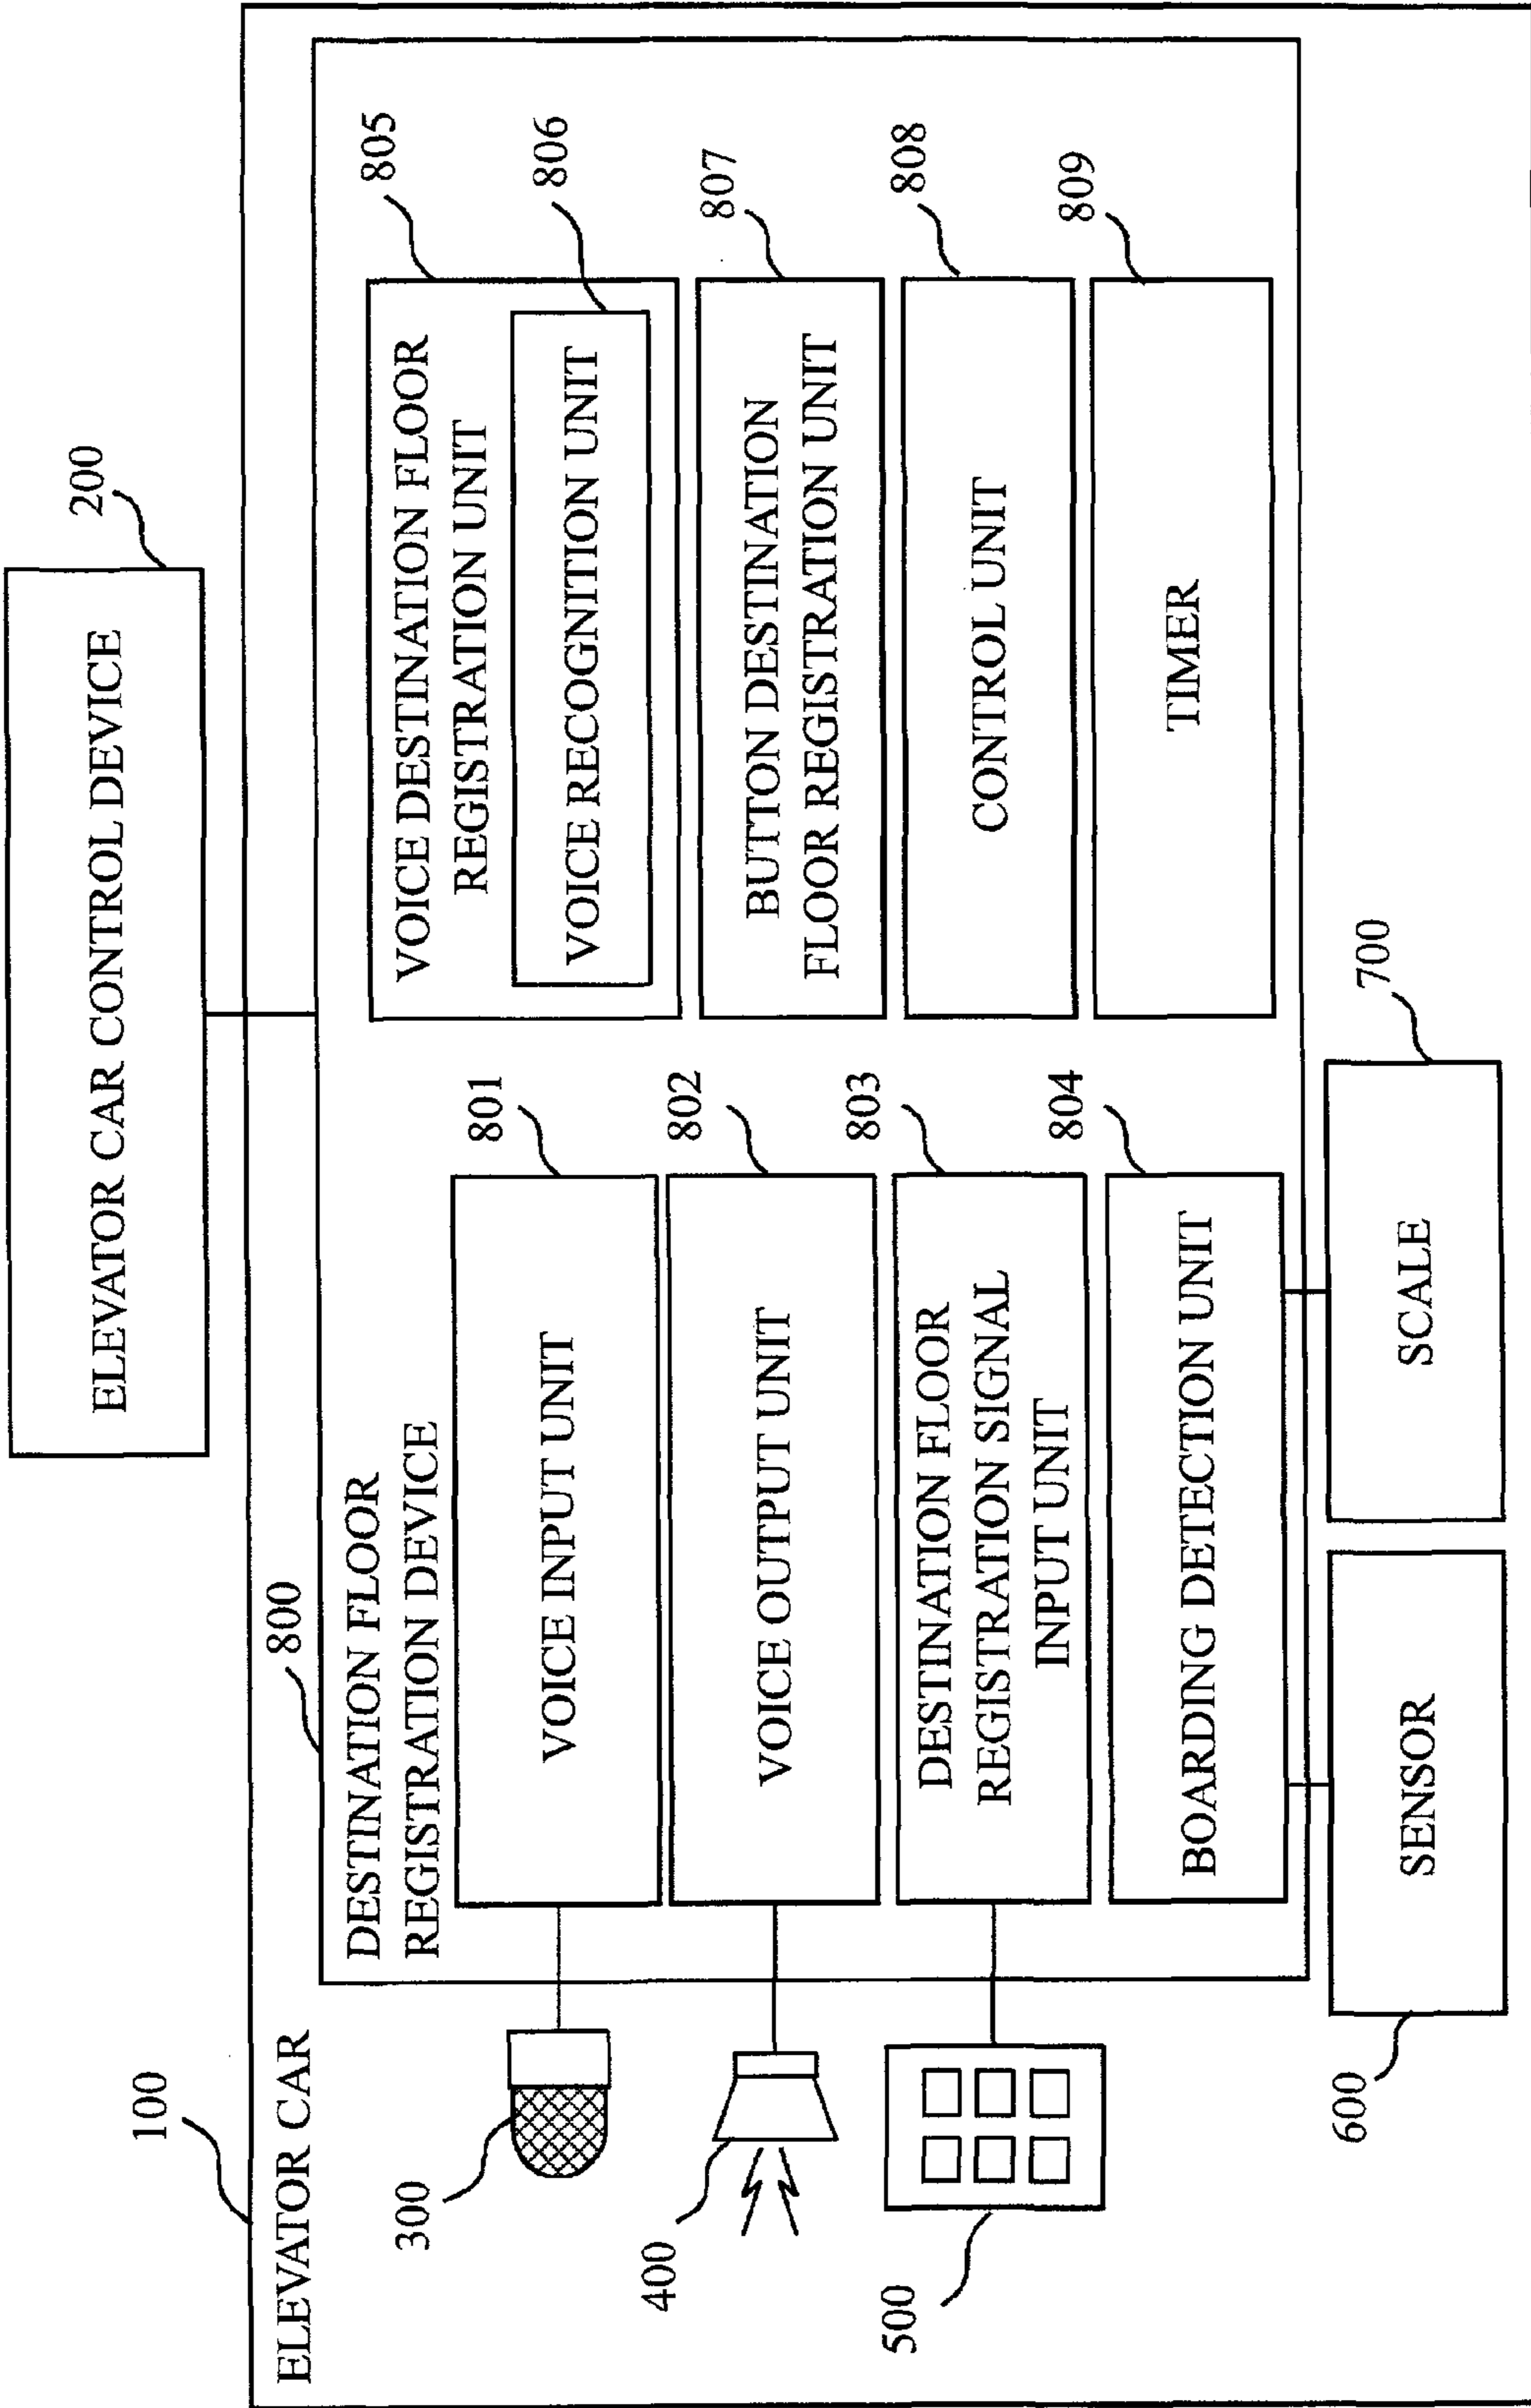 ELEVATOR CAR CONTROL DEVICE
200
100
ELEVATOR CAR
800
DESTINATION FLOOR
REGISTRATION DEVICE
300
VOICE INPUT UNIT
801
400
VOICE OUTPUT UNIT
802
500
DESTINATION FLOOR
REGISTRATION SIGNAL
INPUT UNIT
803
BOARDING DETECTION UNIT
804
VOICE DESTINATION FLOOR
REGISTRATION UNIT
805
VOICE RECOGNITION UNIT
806
BUTTON DESTINATION
FLOOR REGISTRATION UNIT
807
CONTROL UNIT
808
TIMER
809
600
SENSOR
SCALE
700